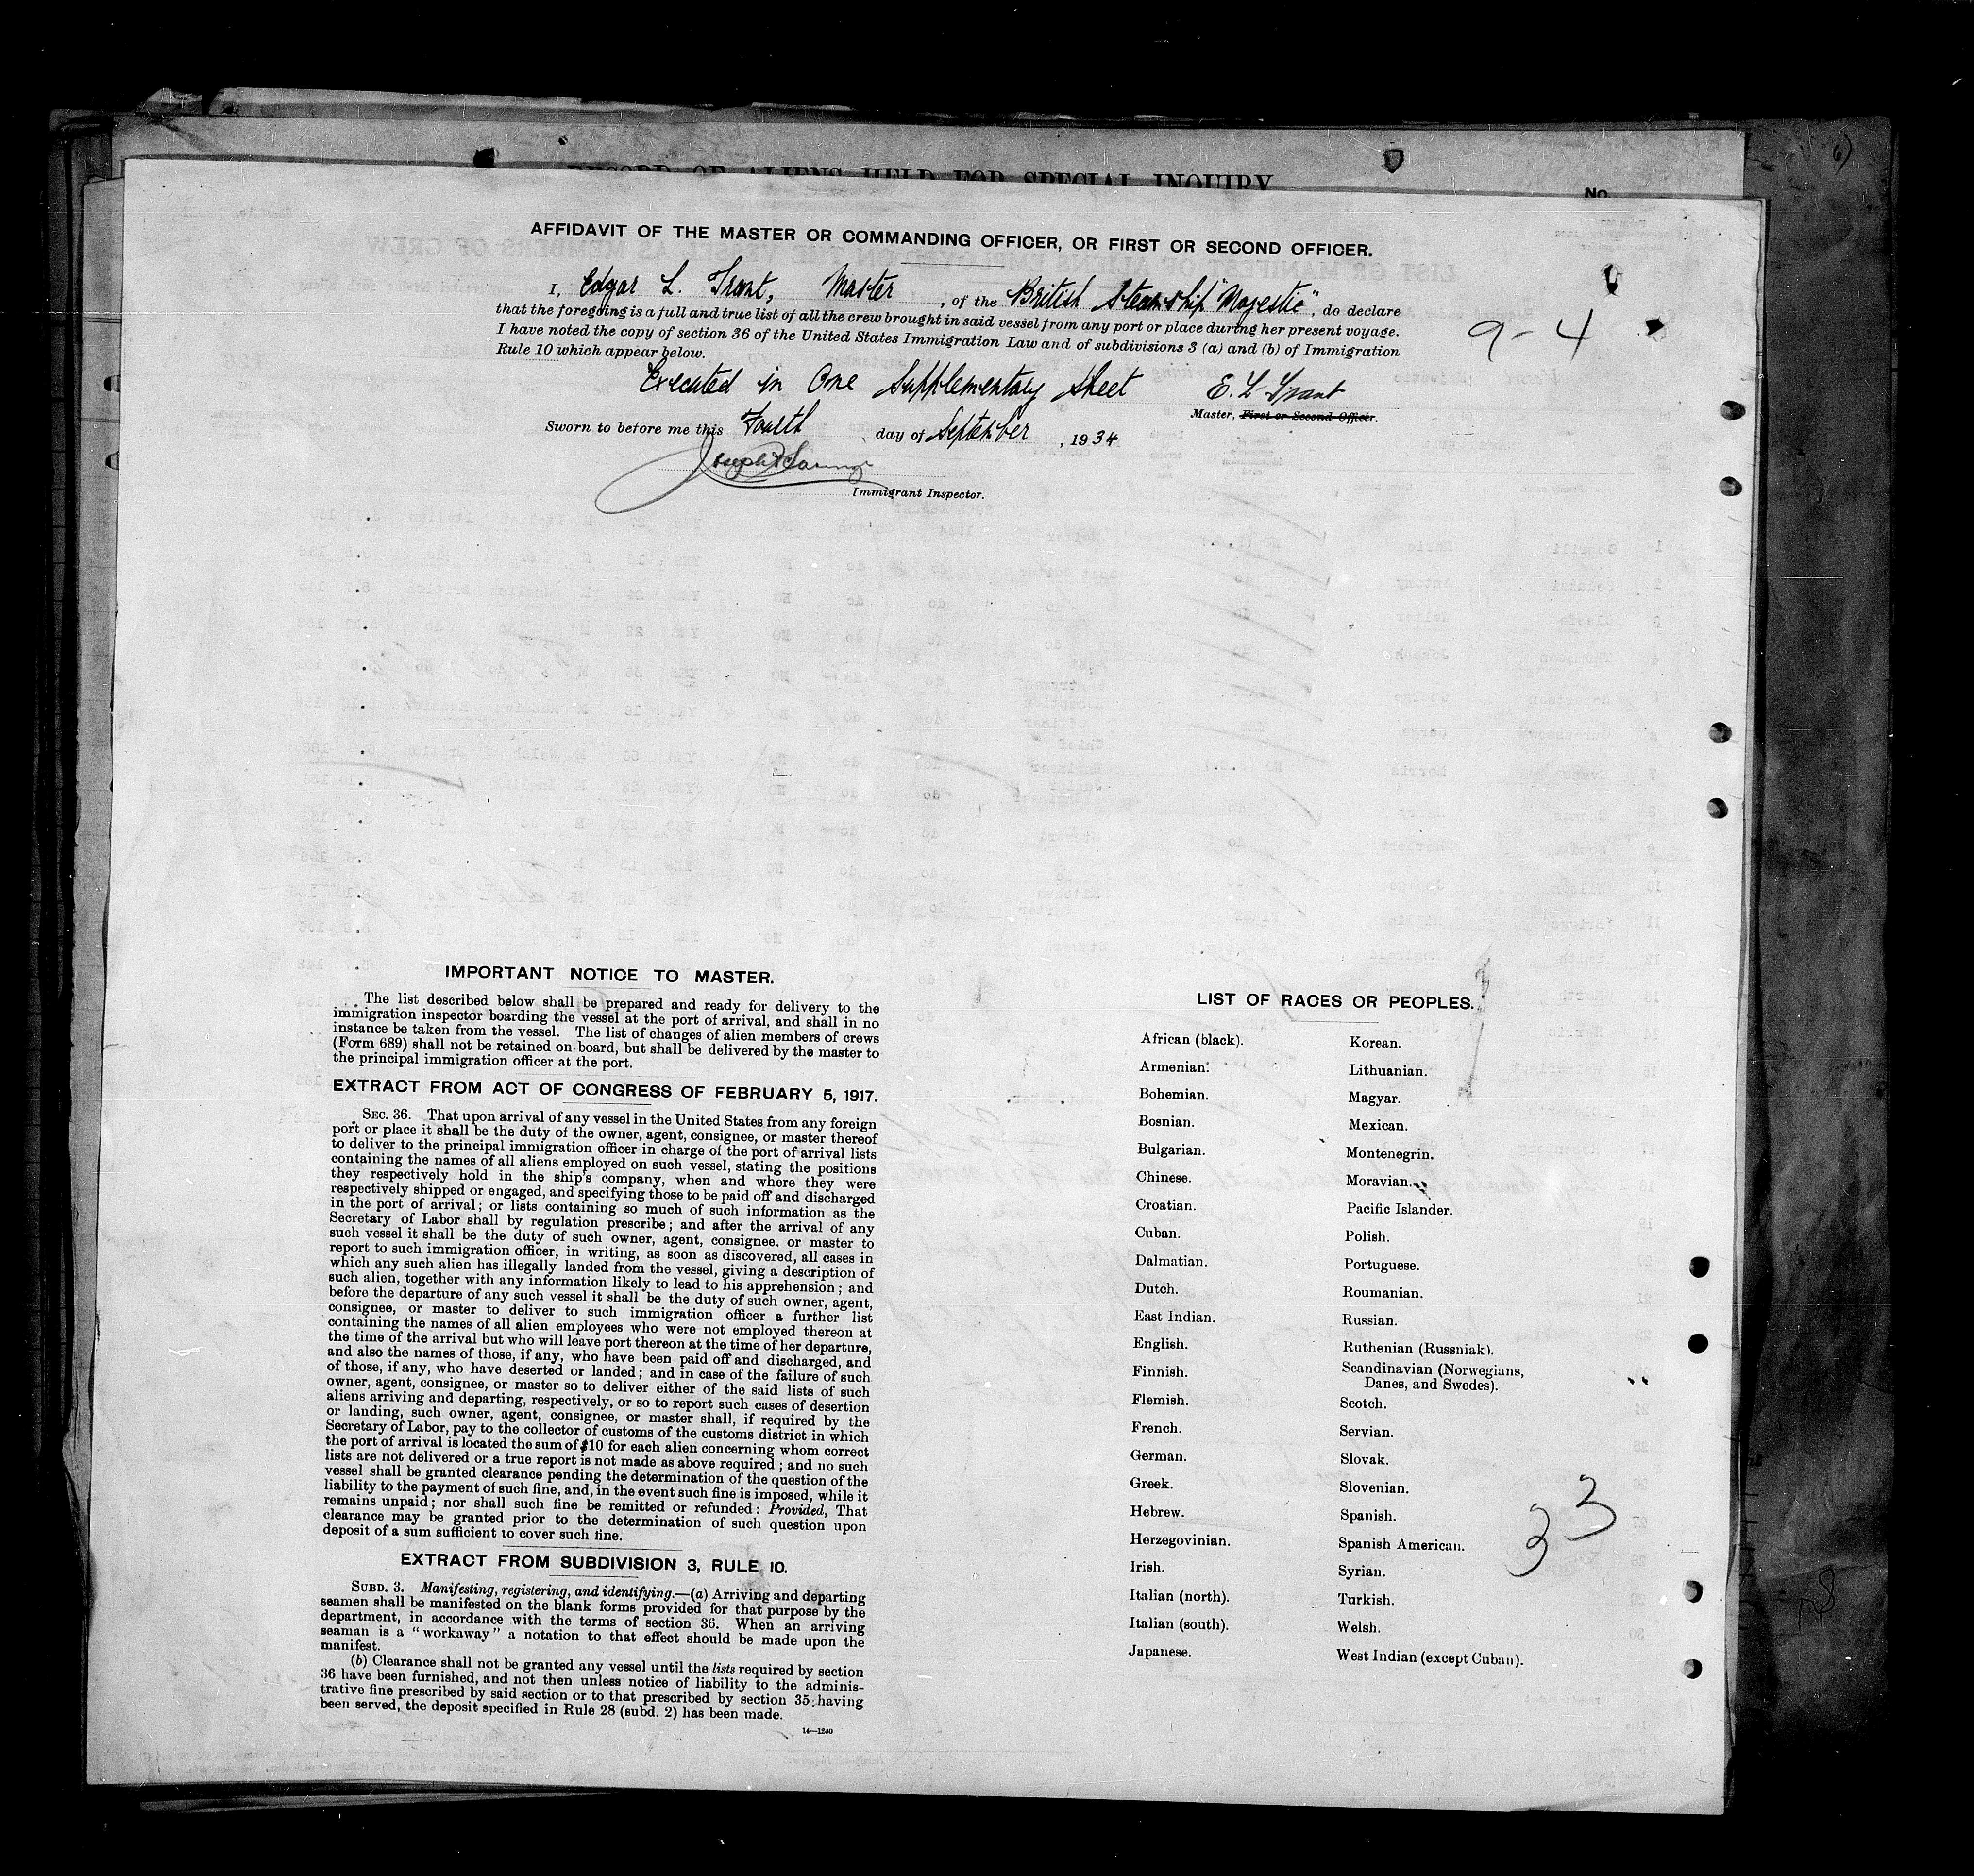 RECORD OF ALIENS HELD FOR SPECIAL INQUIRY
No.
AFFIDAVIT OF THE MASTER OR COMMANDING OFFICER, OR FIRST OR SECOND OFFICER.
I, Edgar L. Trant, Master, of the British Steamship "Majestic", do declare
that the foregoing is a full and true list of all the crew brought in said vessel from any port or place during her present voyage.
I have noted the copy of section 36 of the United States Immigration Law and of subdivisions 3 (a) and (b) of Immigration
Rule 10 which appear below.
9-4
Executed in One Supplementary Sheet
E. L. Trant
Master, First or Second Officer.
Sworn to before me this Fourth day of September, 1934
Immigrant Inspector.
IMPORTANT NOTICE TO MASTER.
The list described below shall be prepared and ready for delivery to the
immigration inspector boarding the vessel at the port of arrival, and shall in no
instance be taken from the vessel. The list of changes of alien members of crews
(Form 689) shall not be retained on board, but shall be delivered by the master to
the principal immigration officer at the port.
EXTRACT FROM ACT OF CONGRESS OF FEBRUARY 5, 1917.
SEC. 36. That upon arrival of any vessel in the United States from any foreign
port or place it shall be the duty of the owner, agent, consignee, or master thereof
to deliver to the principal immigration officer in charge of the port of arrival lists
containing the names of all aliens employed on such vessel, stating the positions
they respectively hold in the ship's company, when and where they were
respectively shipped or engaged, and specifying those to be paid off and discharged
in the port of arrival; or lists containing so much of such information as the
Secretary of Labor shall by regulation prescribe; and after the arrival of any
such vessel it shall be the duty of such owner, agent, consignee, or master to
report to such immigration officer, in writing, as soon as discovered, all cases in
which any such alien has illegally landed from the vessel, giving a description of
such alien, together with any information likely to lead to his apprehension; and
before the departure of any such vessel it shall be the duty of such owner, agent,
consignee, or master to deliver to such immigration officer a further list
containing the names of all alien employees who were not employed thereon at
the time of the arrival but who will leave port thereon at the time of her departure,
and also the names of those, if any, who have been paid off and discharged, and
of those, if any, who have deserted or landed; and in case of the failure of such
owner, agent, consignee, or master so to deliver either of the said lists of such
aliens arriving and departing, respectively, or so to report such cases of desertion
or landing, such owner, agent, consignee, or master shall, if required by the
Secretary of Labor, pay to the collector of customs of the customs district in which
the port of arrival is located the sum of $10 for each alien concerning whom correct
lists are not delivered or a true report is not made as above required; and no such
vessel shall be granted clearance pending the determination of the question of the
liability to the payment of such fine, and, in the event such fine is imposed, while it
remains unpaid; nor shall such fine be remitted or refunded: Provided, That
clearance may be granted prior to the determination of such question upon
deposit of a sum sufficient to cover such fine.
EXTRACT FROM SUBDIVISION 3, RULE 10.
SUBD. 3. Manifesting, registering, and identifying.—(a) Arriving and departing
seamen shall be manifested on the blank forms provided for that purpose by the
department, in accordance with the terms of section 36. When an arriving
seaman is a "workaway" a notation to that effect should be made upon the
manifest.
(b) Clearance shall not be granted any vessel until the lists required by section
36 have been furnished, and not then unless notice of liability to the adminis-
trative fine prescribed by said section or to that prescribed by section 35 having
been served, the deposit specified in Rule 28 (subd. 2) has been made.
14—1240
LIST OF RACES OR PEOPLES.
African (black).
Armenian.
Bohemian.
Bosnian.
Bulgarian.
Chinese.
Croatian.
Cuban.
Dalmatian.
Dutch.
East Indian.
English.
Finnish.
Flemish.
French.
German.
Greek.
Hebrew.
Herzegovinian.
Irish.
Italian (north).
Italian (south).
Japanese.
Korean.
Lithuanian.
Magyar.
Mexican.
Montenegrin.
Moravian.
Pacific Islander.
Polish.
Portuguese.
Roumanian.
Russian.
Ruthenian (Russniak).
Scandinavian (Norwegians,
Danes, and Swedes).
Scotch.
Servian.
Slovak.
Slovenian.
Spanish.
Spanish American.
Syrian.
Turkish.
Welsh.
West Indian (except Cuban).
33